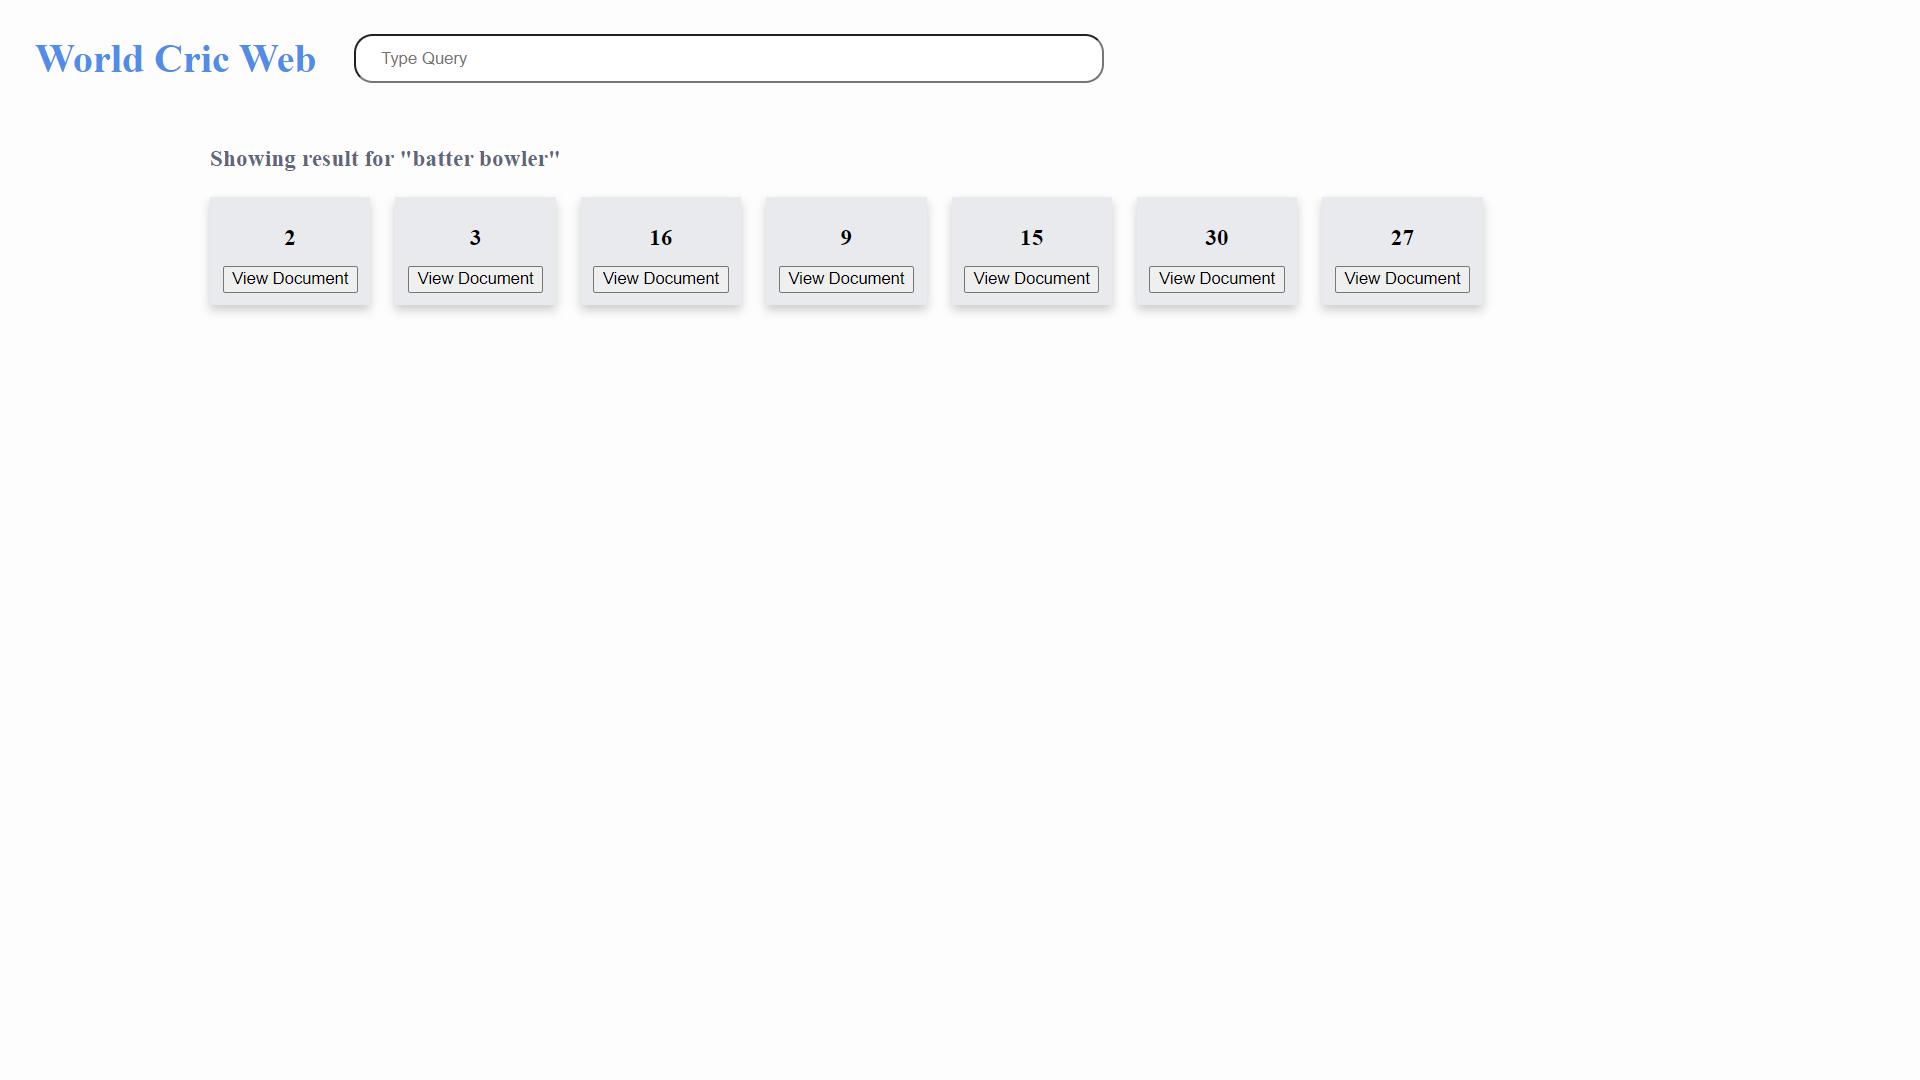 World Cric Web
Type Query
Showing result for "batter bowler"
2 3 16 9 15 30 27
View Document View Document View Document View Document View Document View Document View Document